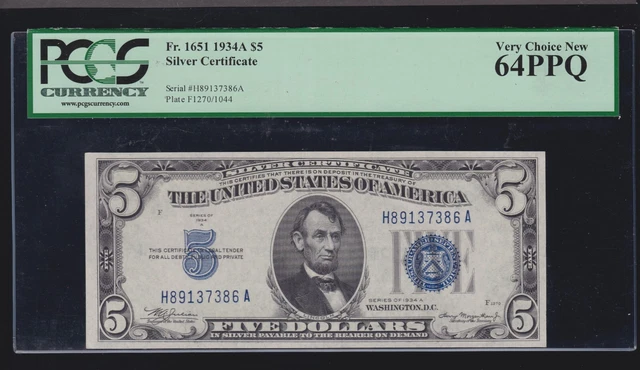 PCGS
CURRENCY
www.pcgscurrency.com
Fr. 1651 1934A $5
Silver Certificate
Serial #H89137386A
Plate F1270/1044
Very Choice New
64PPQ
SILVER CERTIFICATE
THIS CERTIFIES THAT THERE IS ON DEPOSIT IN THE TREASURY OF
THE UNITED STATES OF AMERICA
5
5
F
SERIES OF
1934
A
H89137386 A
THIS CERTIFICATE IS LEGAL TENDER
FOR ALL DEBTS PUBLIC AND PRIVATE
5
FIVE
H89137386 A
SERIES OF 1934 A
WASHINGTON, D.C.
F1270
LINCOLN
5
5
FIVE DOLLARS
IN SILVER PAYABLE TO THE BEARER ON DEMAND